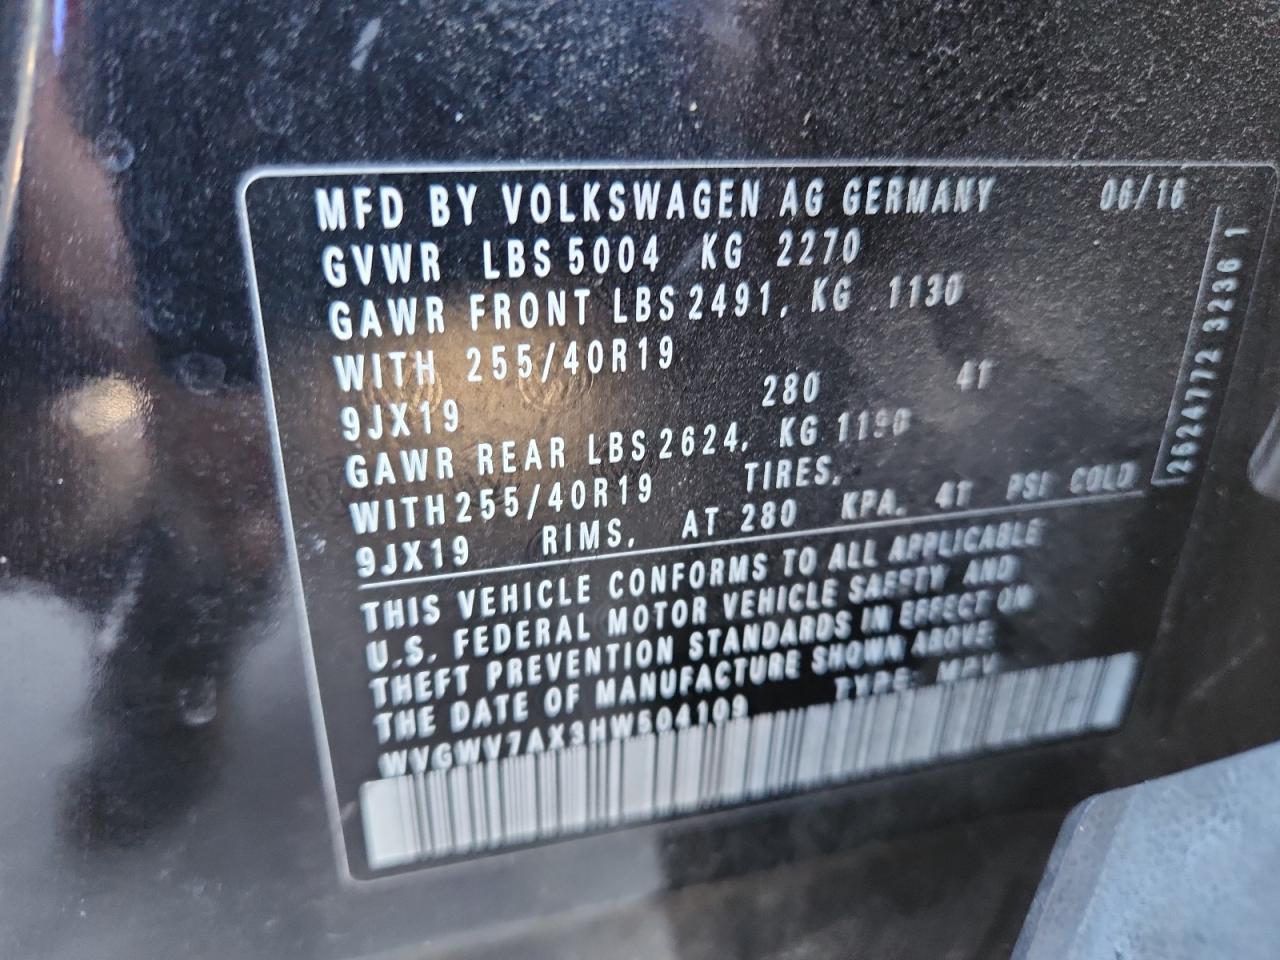 MFD BY VOLKSWAGEN AG GERMANY 06/16
GVWR LBS 5004 KG 2270
GAWR FRONT LBS 2491, KG 1130
WITH 255/40R19
9JX19 280 41
GAWR REAR LBS 2624, KG 1190
WITH 255/40R19 TIRES,
9JX19 RIMS, AT 280 KPA, 41 PSI COLD
THIS VEHICLE CONFORMS TO ALL APPLICABLE
U.S. FEDERAL MOTOR VEHICLE SAFETY AND
THEFT PREVENTION STANDARDS IN EFFECT ON
THE DATE OF MANUFACTURE SHOWN ABOVE
WVGWV7AX3HW504109 TYPE: MPV
2624772 3236 1